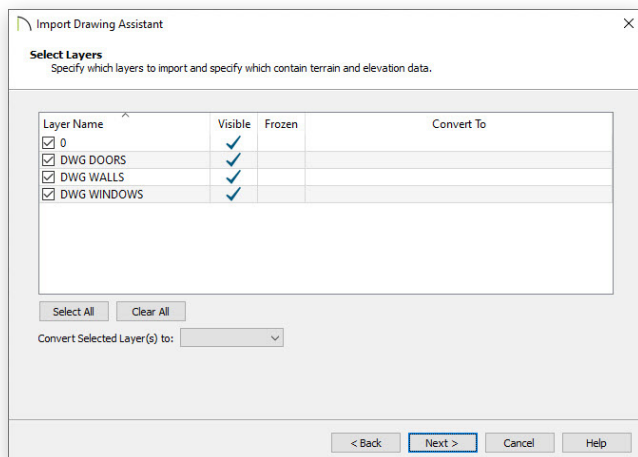 Import Drawing Assistant
Select Layers
Specify which layers to import and specify which contain terrain and elevation data.
Layer Name Visible Frozen Convert To
0
DWG DOORS
DWG WALLS
DWG WINDOWS
Select All Clear All
Convert Selected Layer(s) to:
< Back Next > Cancel Help